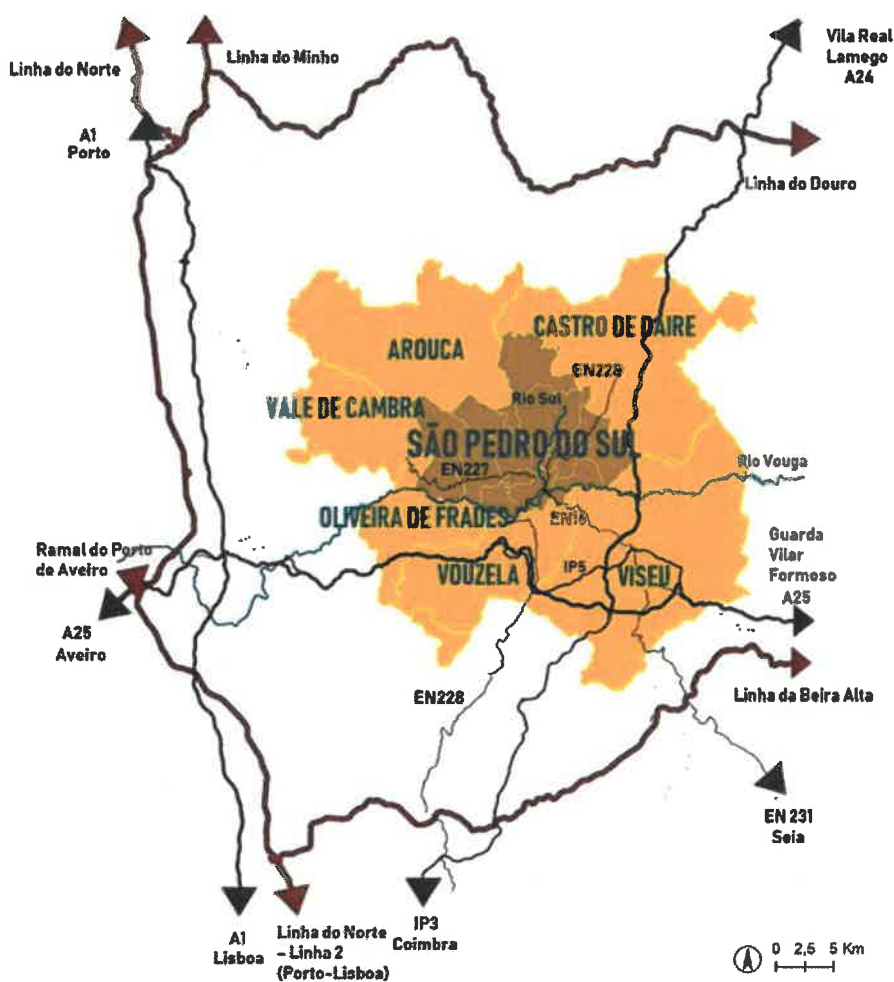 Linha do Norte
Linha do Minho
Vila Real
Lamego
A24
A1
Porto
Linha do Douro
CASTRO DE DAIRE
AROUCA
EN228
VALE DE CAMBRA
Rio Sul
SÃO PEDRO DO SUL
EN227
Rio Vouga
OLIVEIRA DE FRADES
EN16
Ramal do Porto
de Aveiro
Guarda
Vilar
Formoso
A25
VOUZELA
IP5
VISEU
A25
Aveiro
EN228
Linha da Beira Alta
EN 231
Seia
A1
Lisboa
Linha do Norte
- Linha 2
(Porto-Lisboa)
IP3
Coimbra
0 2,5 5 Km